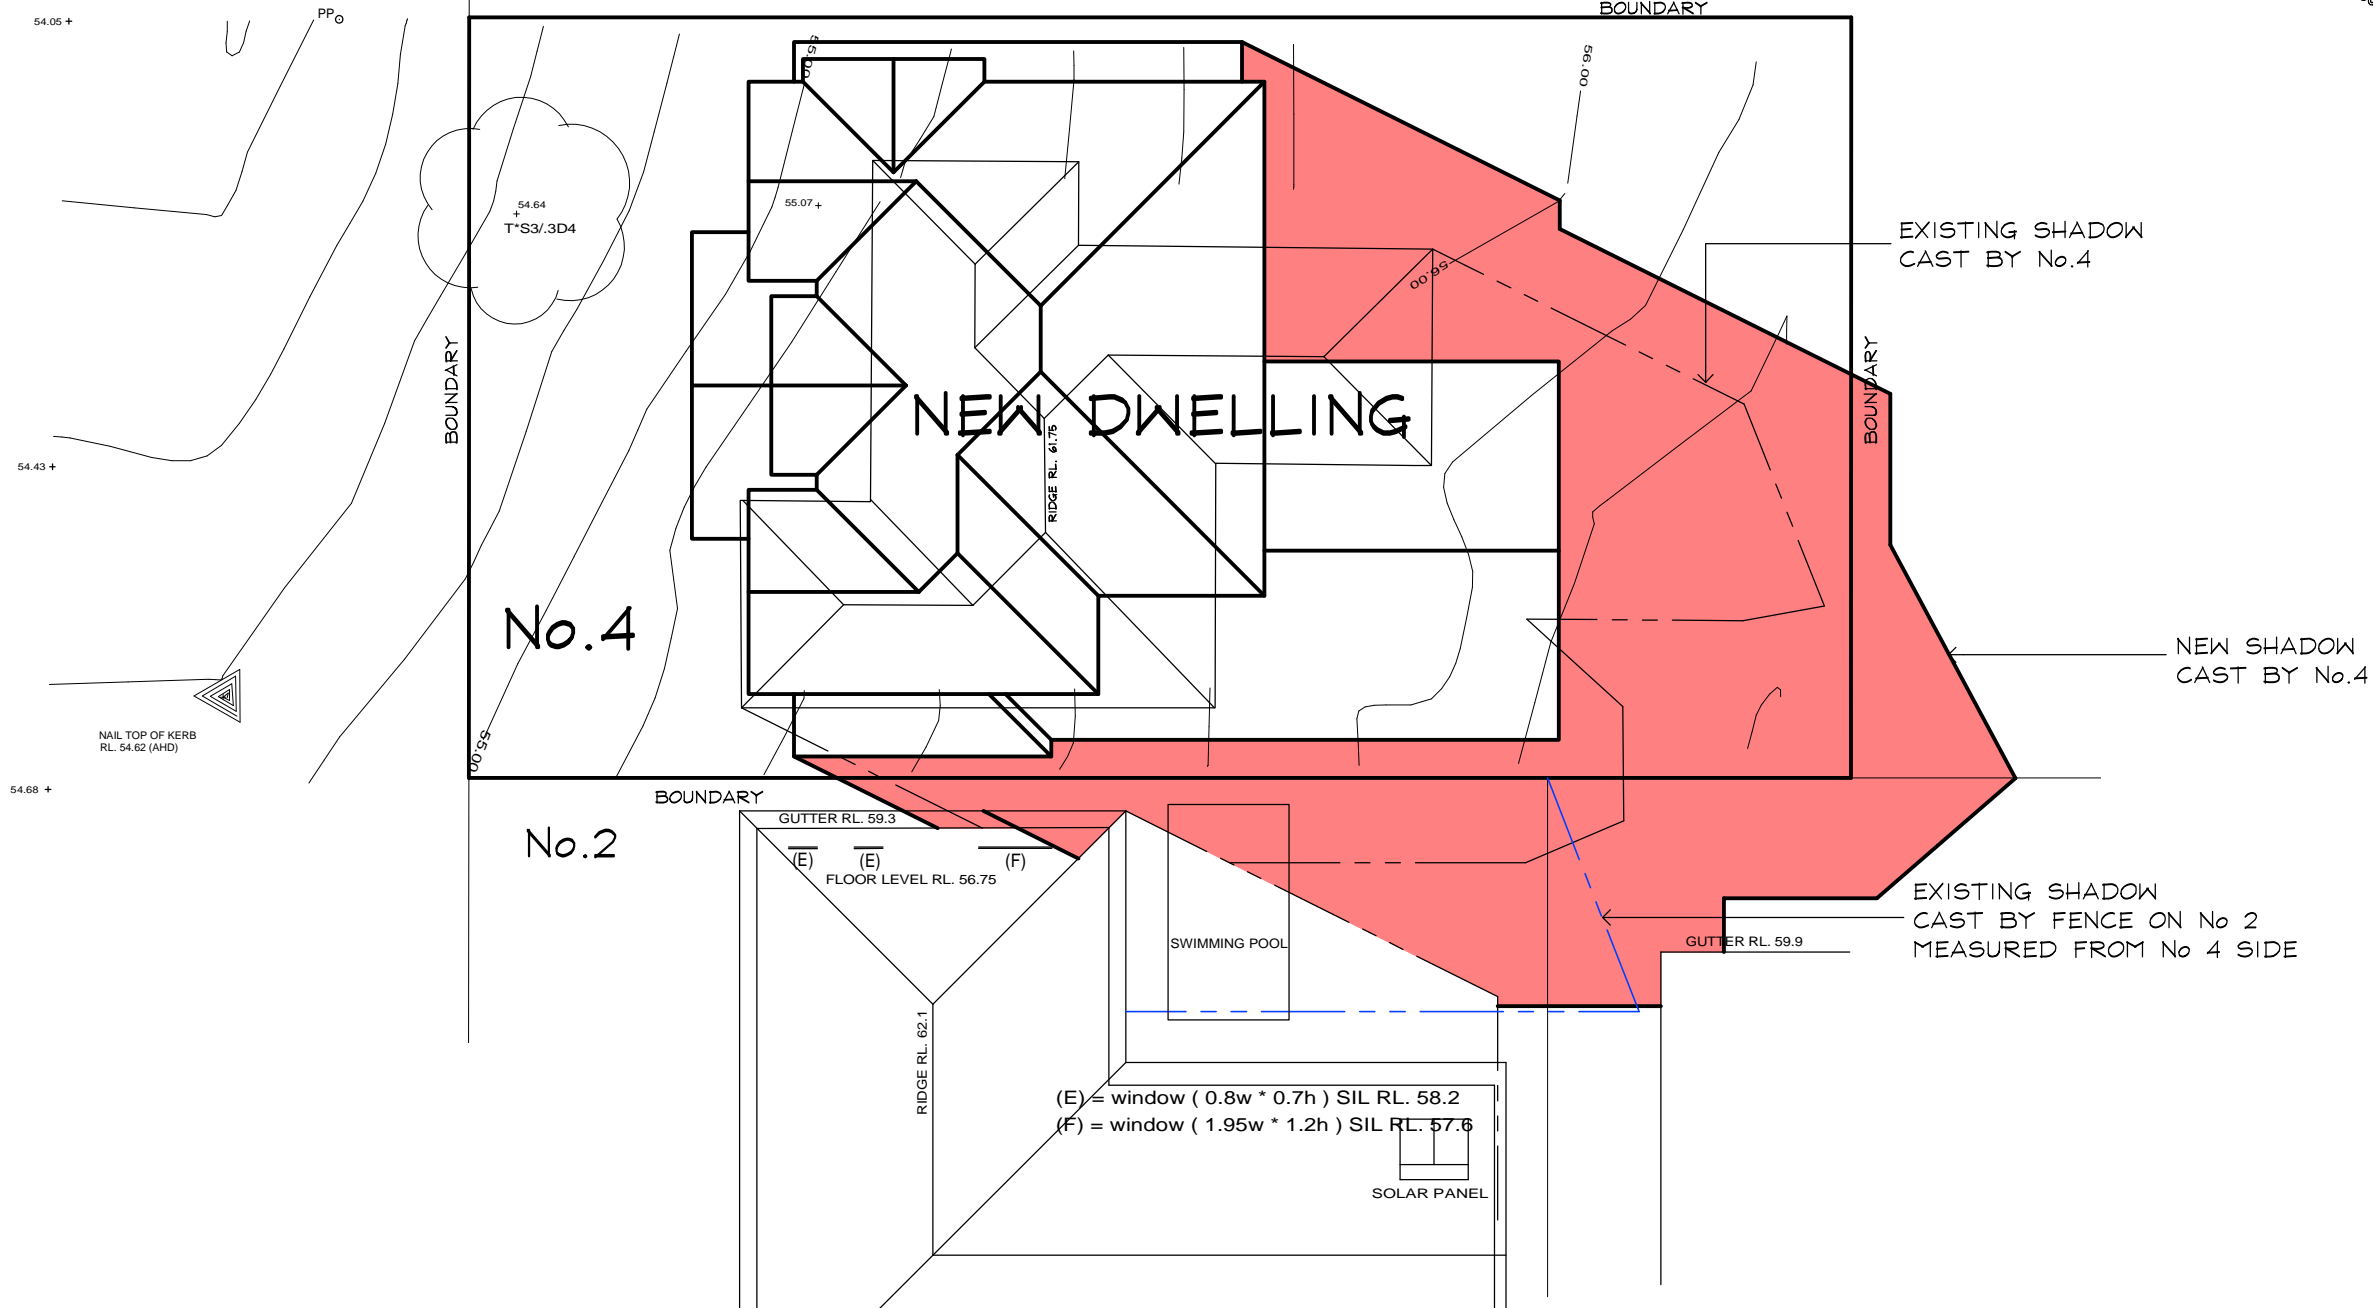 BOUNDARY
54.05 +
PP
55.00
56.00
54.64
+
T*S3/.3D4
55.07 +
EXISTING SHADOW
CAST BY No.4
56.00
BOUNDARY
BOUNDARY
NEW DWELLING
RIDGE RL. 61.75
54.43 +
No.4
NEW SHADOW
CAST BY No.4
NAIL TOP OF KERB
RL. 54.62 (AHD)
55.00
54.68 +
BOUNDARY
GUTTER RL. 59.3
No.2
(E)
(E)
(F)
FLOOR LEVEL RL. 56.75
EXISTING SHADOW
CAST BY FENCE ON No 2
MEASURED FROM No 4 SIDE
SWIMMING POOL
GUTTER RL. 59.9
RIDGE RL. 62.1
(E) = window ( 0.8w * 0.7h ) SIL RL. 58.2
(F) = window ( 1.95w * 1.2h ) SIL RL. 57.6
SOLAR PANEL